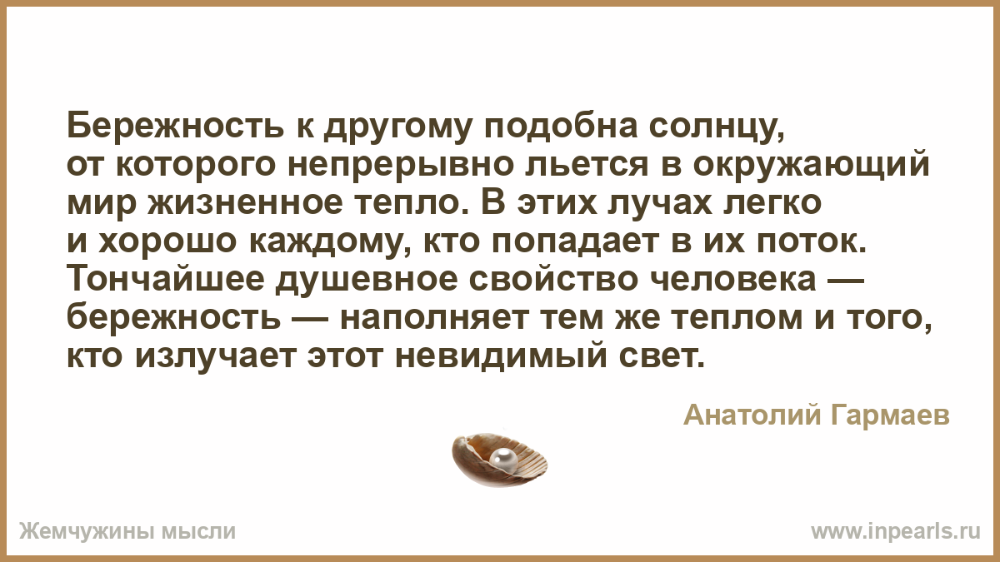 Бережность к другому подобна солнцу,
от которого непрерывно льется в окружающий
мир жизненное тепло. В этих лучах легко
и хорошо каждому, кто попадает в их поток.
Тончайшее душевное свойство человека —
бережность — наполняет тем же теплом и того,
кто излучает этот невидимый свет.
Анатолий Гармаев
Жемчужины мысли
www.inpearls.ru